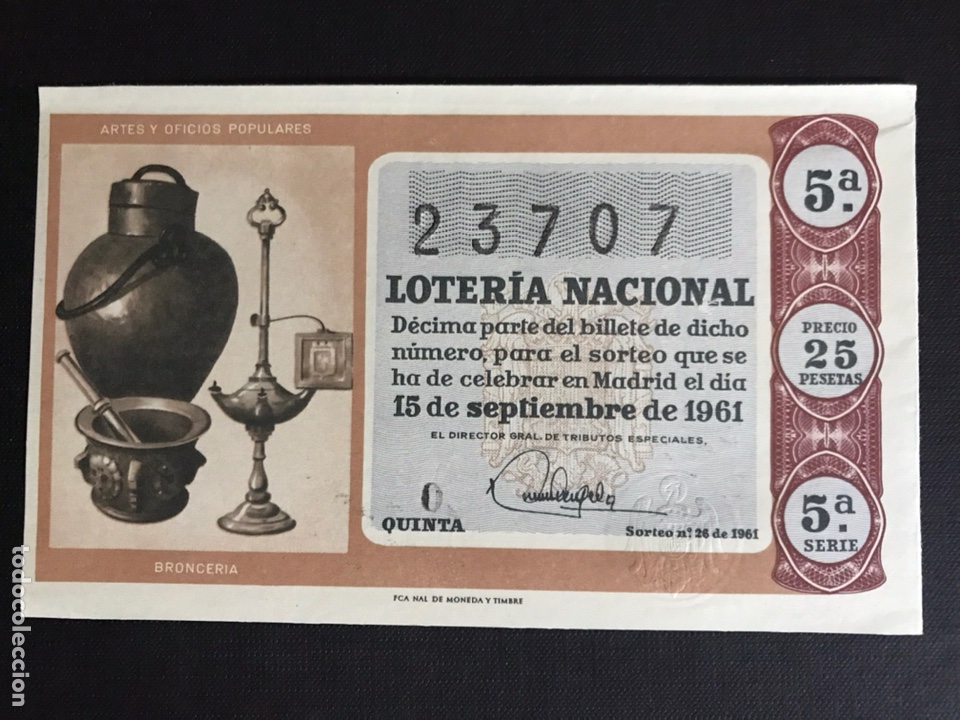 ARTES Y OFICIOS POPULARES
BRONCERIA
23707
LOTERÍA NACIONAL
Décima parte del billete de dicho
número, para el sorteo que se
ha de celebrar en Madrid el día
15 de septiembre de 1961
EL DIRECTOR GRAL. DE TRIBUTOS ESPECIALES,
0
QUINTA
Sorteo nº 26 de 1961
5ª
PRECIO
25
PESETAS
5ª
SERIE
FCA NAL DE MONEDA Y TIMBRE
todocoleccion